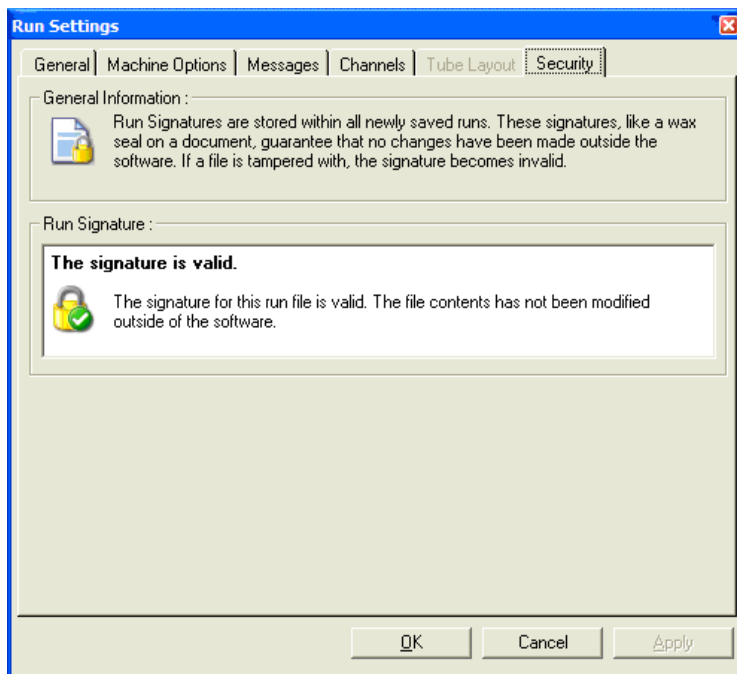 Run Settings
General Machine Options Messages Channels Tube Layout Security
General Information :
Run Signatures are stored within all newly saved runs. These signatures, like a wax
seal on a document, guarantee that no changes have been made outside the
software. If a file is tampered with, the signature becomes invalid.
Run Signature :
The signature is valid.
The signature for this run file is valid. The file contents has not been modified
outside of the software.
OK Cancel Apply